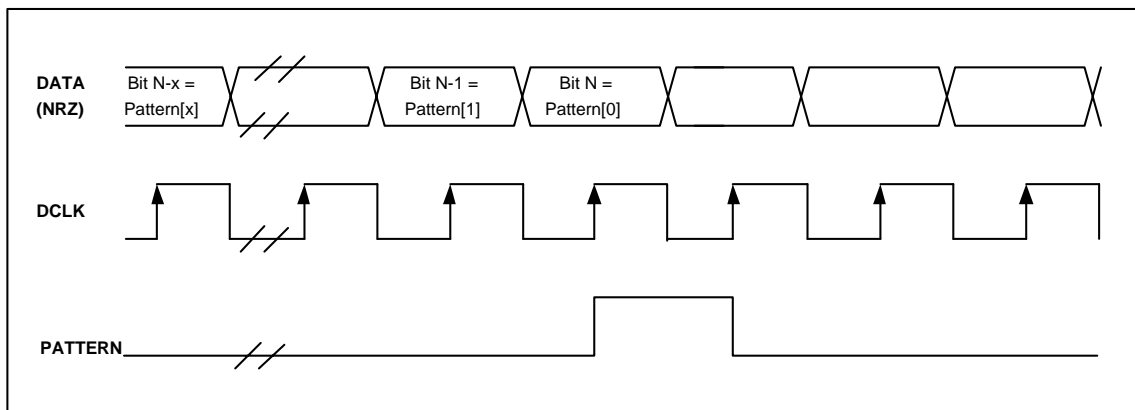 DATA
(NRZ)
Bit N-x =
Pattern[x]
Bit N-1 =
Pattern[1]
Bit N =
Pattern[0]
DCLK
PATTERN